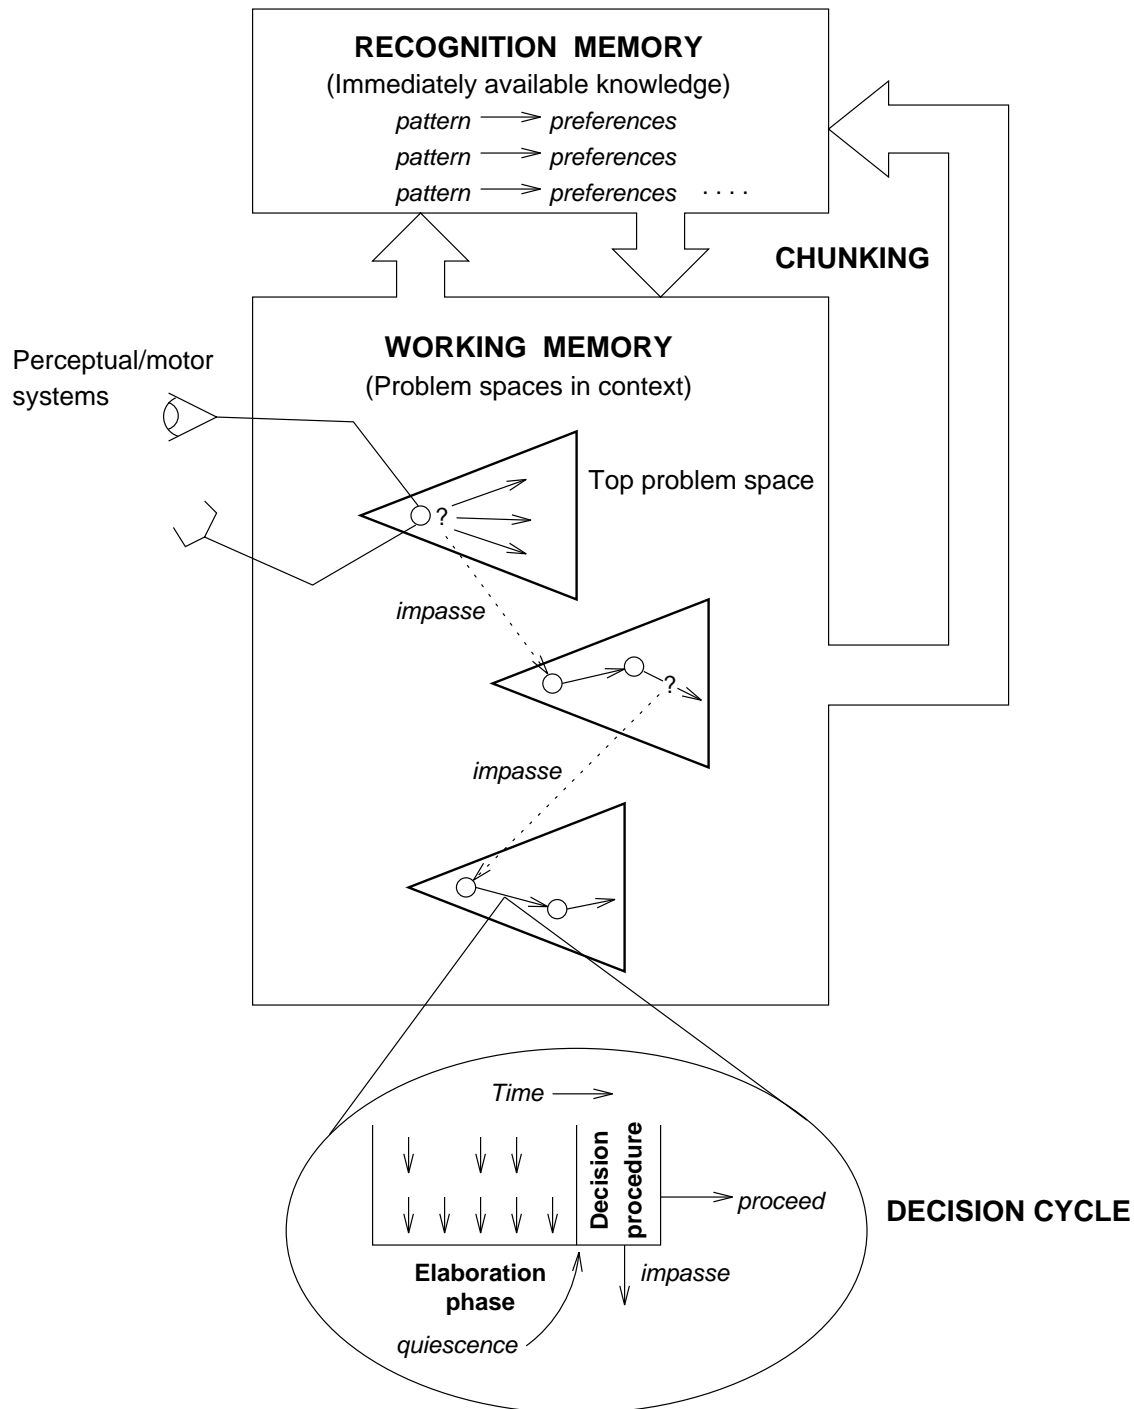 RECOGNITION MEMORY
(Immediately available knowledge)
pattern preferences
pattern preferences
pattern preferences . . . .
CHUNKING
WORKING MEMORY
(Problem spaces in context)
Perceptual/motor
systems
Top problem space
?
impasse
?
impasse
Time
Decision
procedure
proceed
DECISION CYCLE
Elaboration
phase
impasse
quiescence